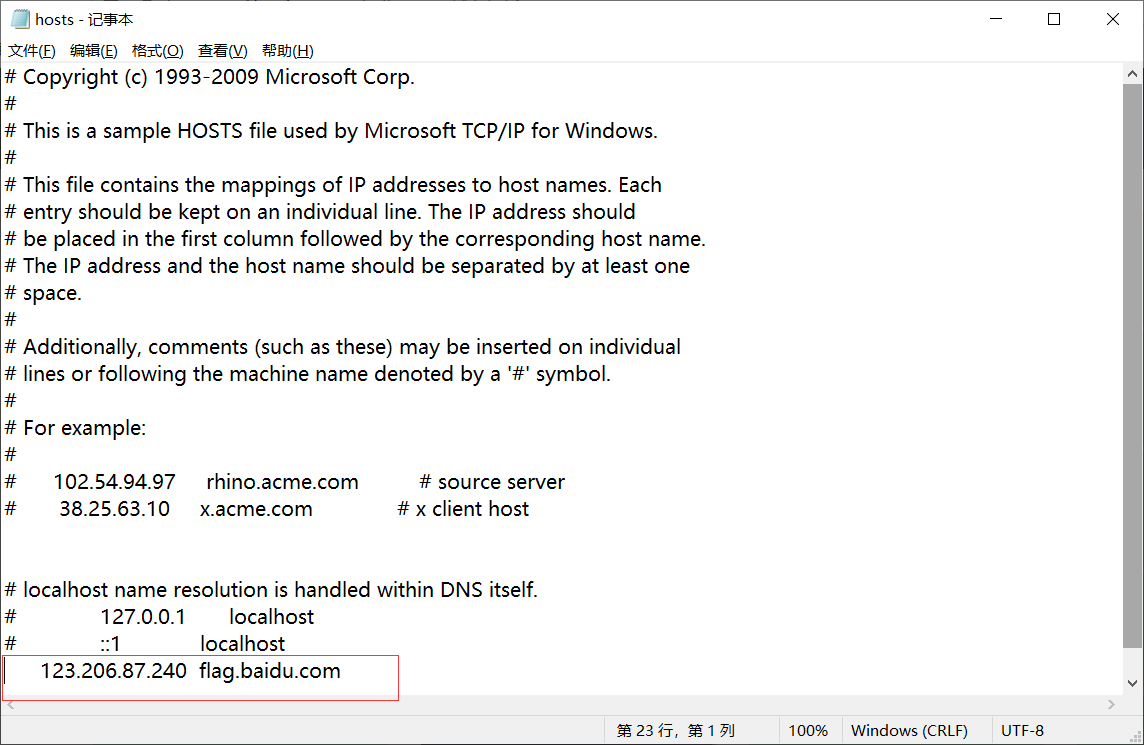 hosts - 记事本
文件(F) 编辑(E) 格式(O) 查看(V) 帮助(H)
# Copyright (c) 1993-2009 Microsoft Corp.
#
# This is a sample HOSTS file used by Microsoft TCP/IP for Windows.
#
# This file contains the mappings of IP addresses to host names. Each
# entry should be kept on an individual line. The IP address should
# be placed in the first column followed by the corresponding host name.
# The IP address and the host name should be separated by at least one
# space.
#
# Additionally, comments (such as these) may be inserted on individual
# lines or following the machine name denoted by a '#' symbol.
#
# For example:
#
# 102.54.94.97 rhino.acme.com # source server
# 38.25.63.10 x.acme.com # x client host
# localhost name resolution is handled within DNS itself.
# 127.0.0.1 localhost
# ::1 localhost
123.206.87.240 flag.baidu.com
第 23 行，第 1 列 100% Windows (CRLF) UTF-8